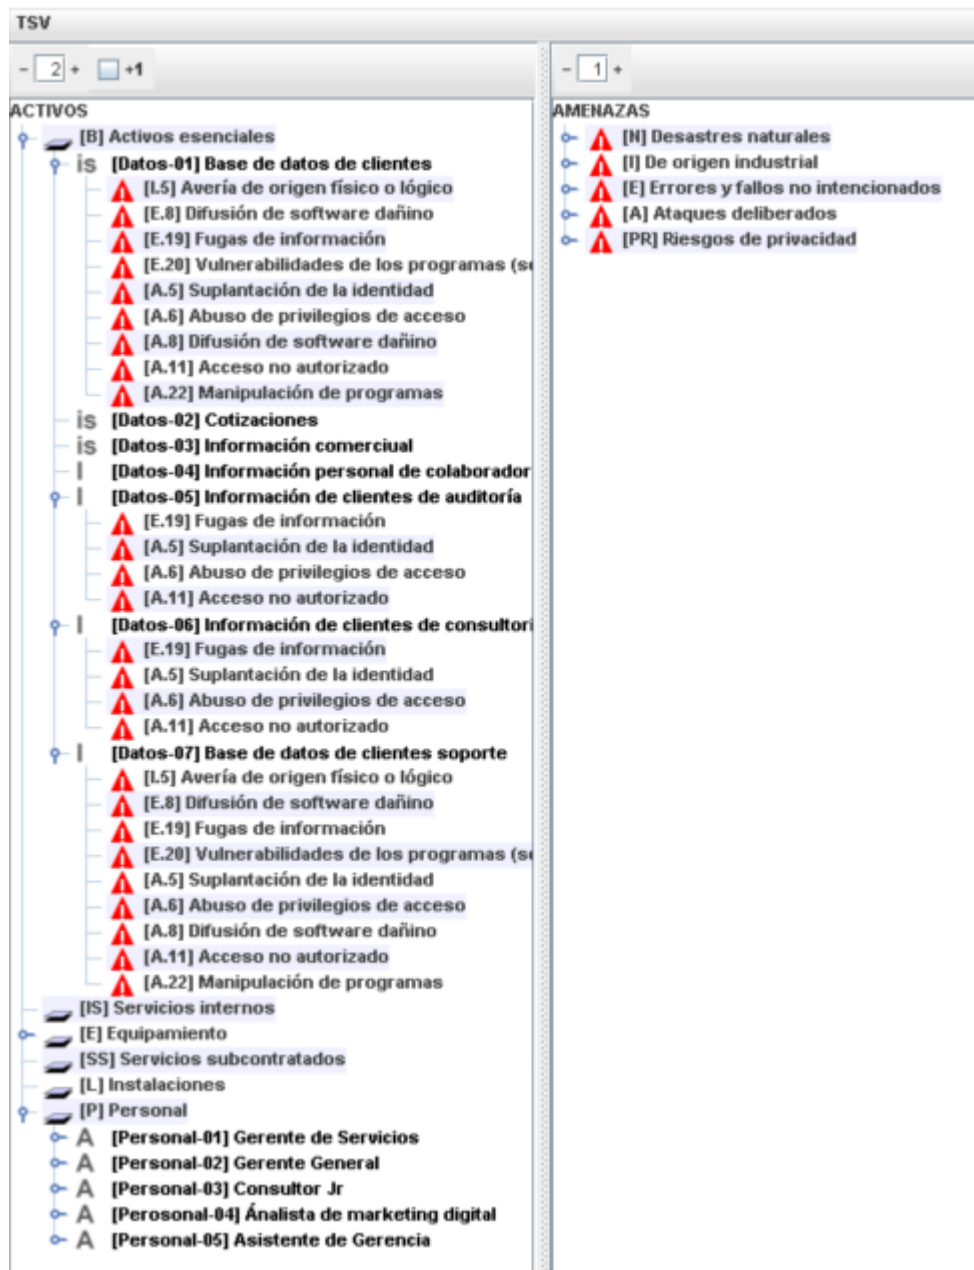 TSV
- 2 + +1
ACTIVOS
[B] Activos esenciales
is [Datos-01] Base de datos de clientes
[I.5] Avería de origen físico o lógico
[E.8] Difusión de software dañino
[E.19] Fugas de información
[E.20] Vulnerabilidades de los programas (so
[A.5] Suplantación de la identidad
[A.6] Abuso de privilegios de acceso
[A.8] Difusión de software dañino
[A.11] Acceso no autorizado
[A.22] Manipulación de programas
is [Datos-02] Cotizaciones
is [Datos-03] Información comerciual
I [Datos-04] Información personal de colaborador
I [Datos-05] Información de clientes de auditoría
[E.19] Fugas de información
[A.5] Suplantación de la identidad
[A.6] Abuso de privilegios de acceso
[A.11] Acceso no autorizado
I [Datos-06] Información de clientes de consultorí
[E.19] Fugas de información
[A.5] Suplantación de la identidad
[A.6] Abuso de privilegios de acceso
[A.11] Acceso no autorizado
I [Datos-07] Base de datos de clientes soporte
[I.5] Avería de origen físico o lógico
[E.8] Difusión de software dañino
[E.19] Fugas de información
[E.20] Vulnerabilidades de los programas (so
[A.5] Suplantación de la identidad
[A.6] Abuso de privilegios de acceso
[A.8] Difusión de software dañino
[A.11] Acceso no autorizado
[A.22] Manipulación de programas
[IS] Servicios internos
[E] Equipamiento
[SS] Servicios subcontratados
[L] Instalaciones
[P] Personal
A [Personal-01] Gerente de Servicios
A [Personal-02] Gerente General
A [Personal-03] Consultor Jr
A [Perosonal-04] Ánalista de marketing digital
A [Personal-05] Asistente de Gerencia
- 1 +
AMENAZAS
[N] Desastres naturales
[I] De origen industrial
[E] Errores y fallos no intencionados
[A] Ataques deliberados
[PR] Riesgos de privacidad